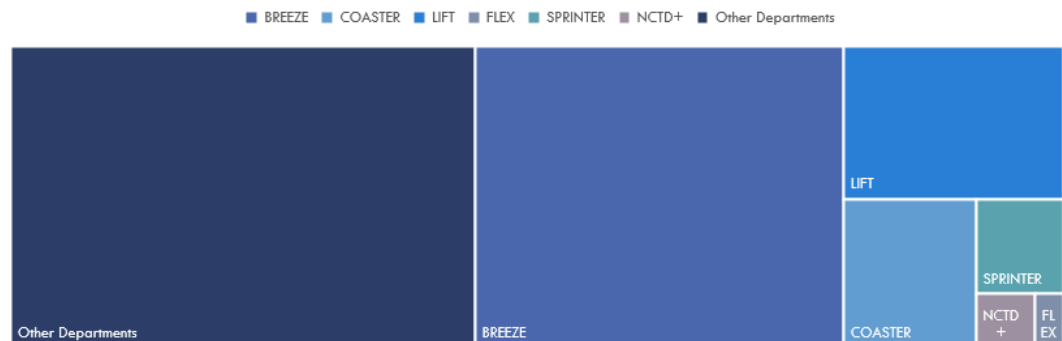 BREEZE COASTER LIFT FLEX SPRINTER NCTD+ Other Departments
LIFT
SPRINTER
Other Departments
BREEZE
COASTER
NCTD
+
FL
EX